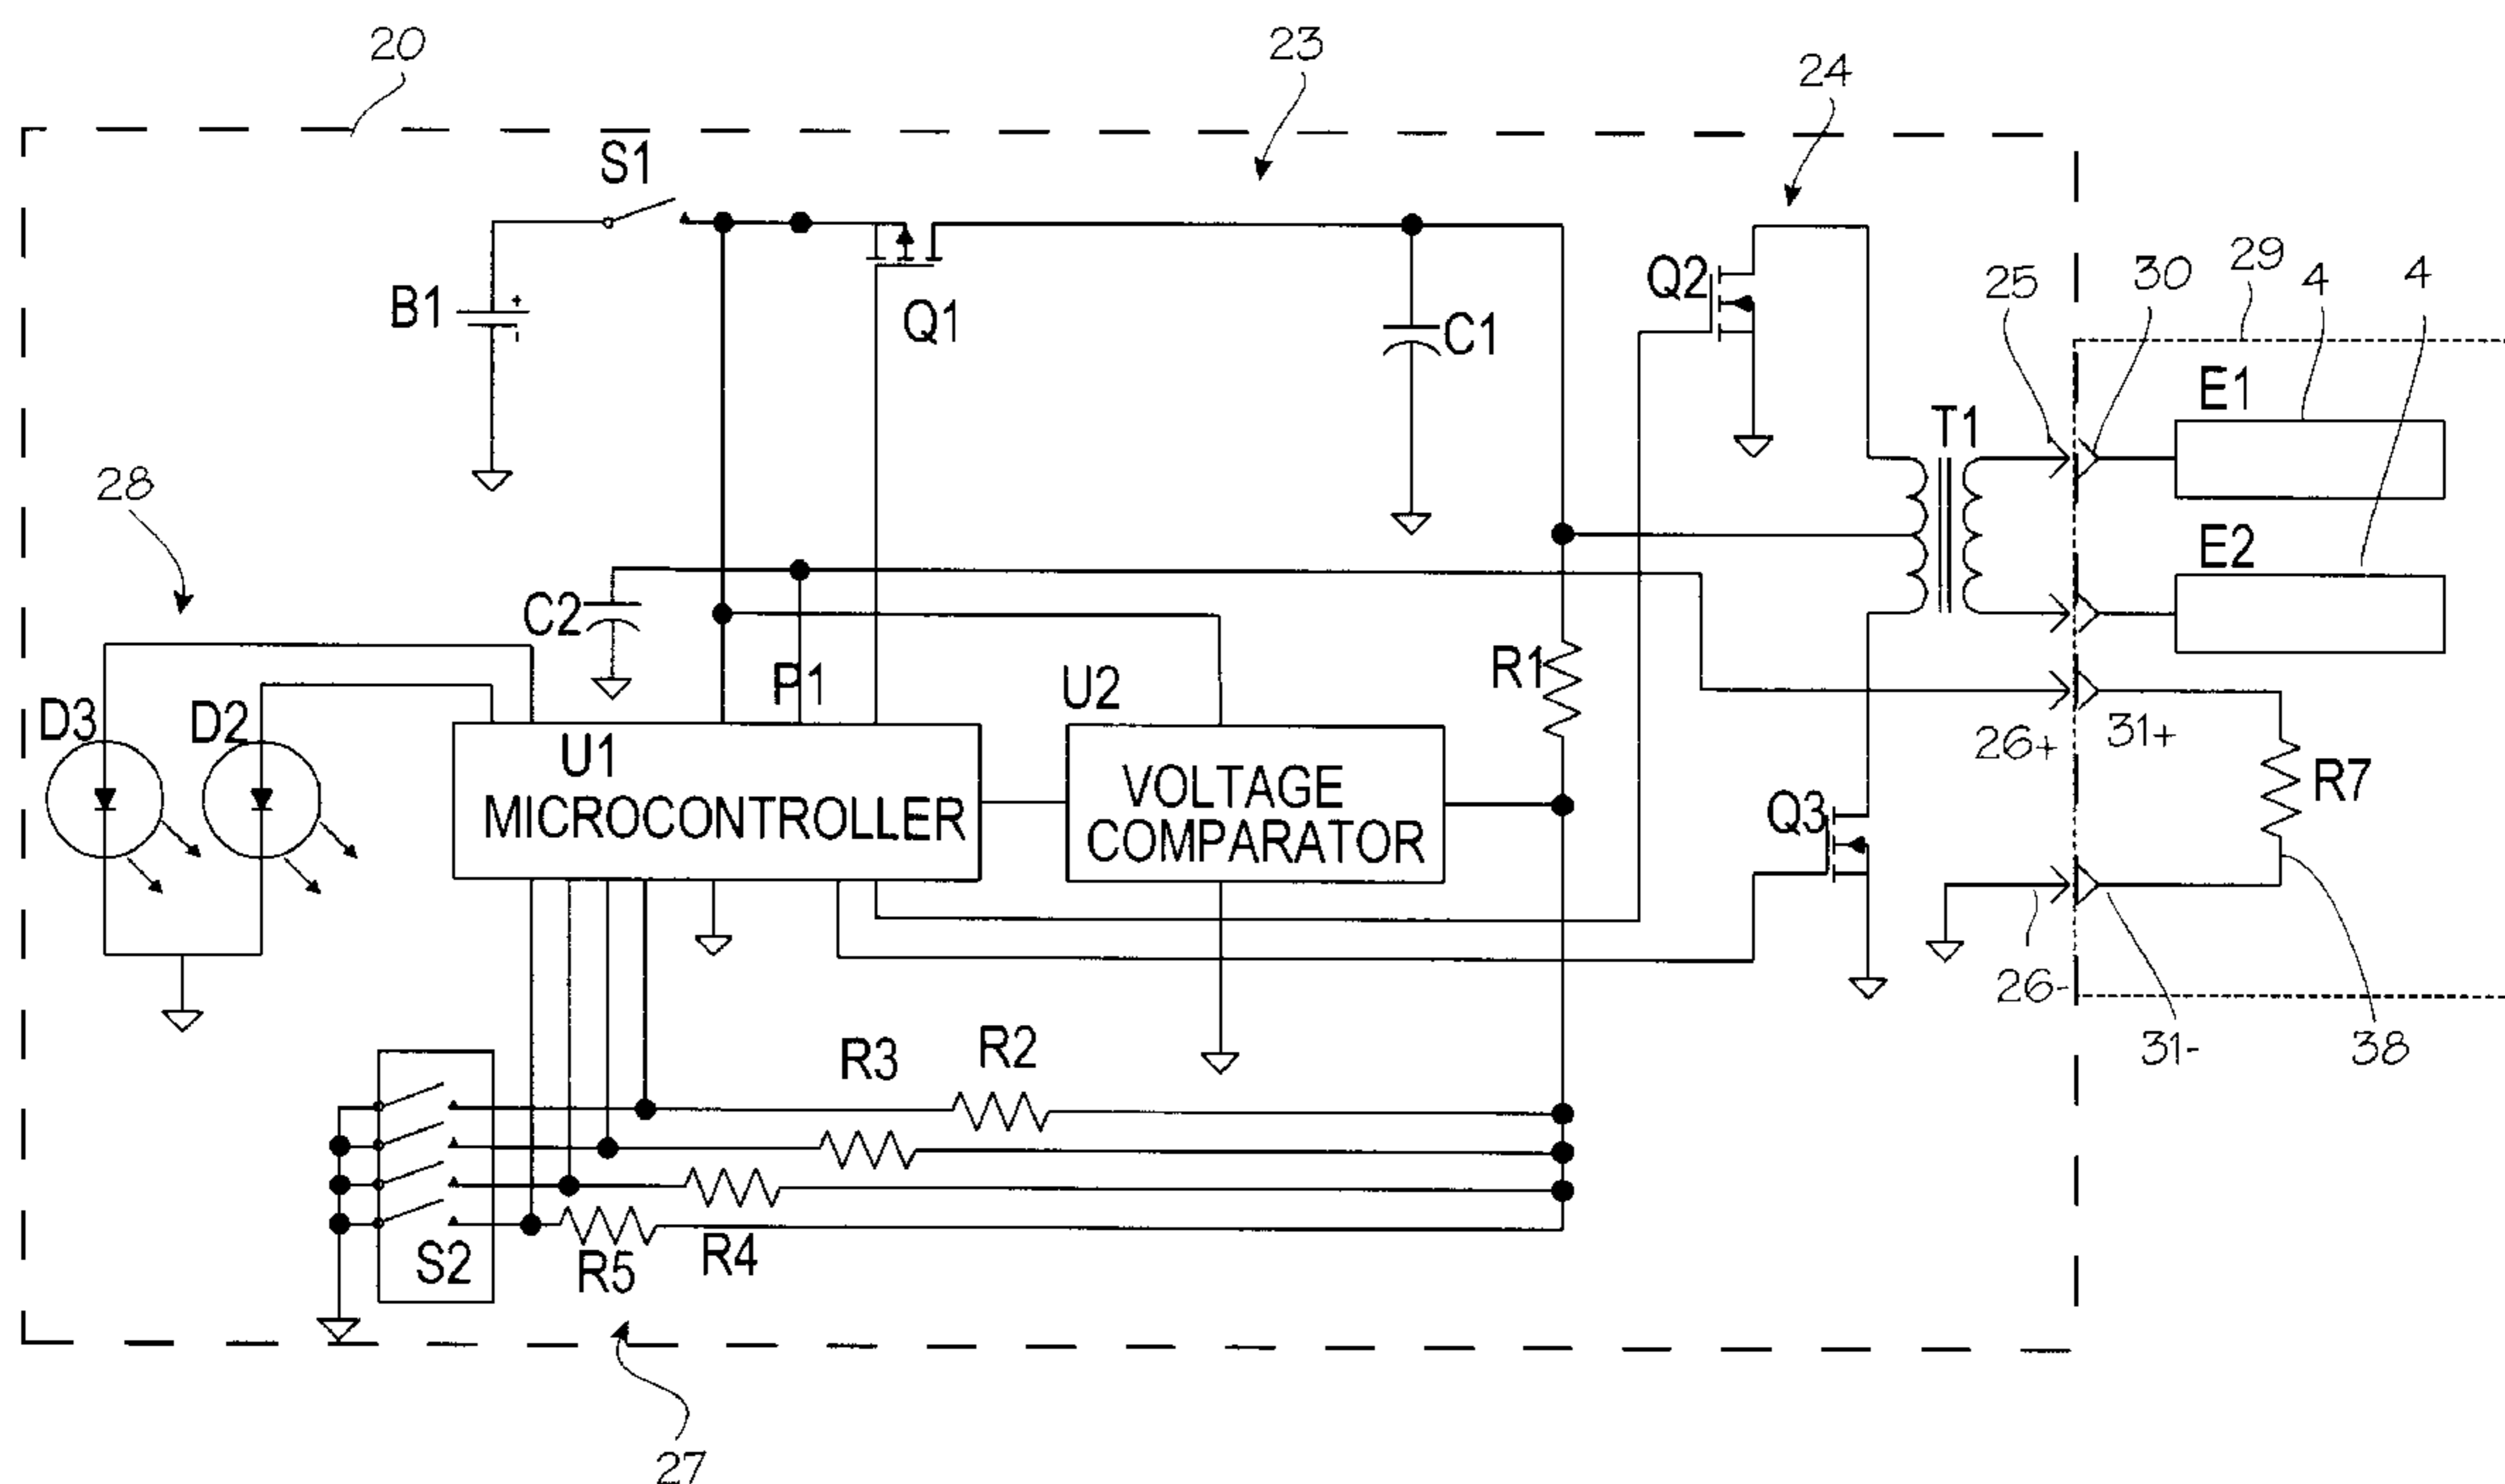 20
23
24
S1
B1
Q1
C1
Q2
25
30
29
4
4
E1
T1
28
E2
C2
P1
U2
R1
D3
D2
U1
MICROCONTROLLER
VOLTAGE
COMPARATOR
26+
31+
R7
Q3
26-
31-
38
R3
R2
S2
R5
R4
27
+
-